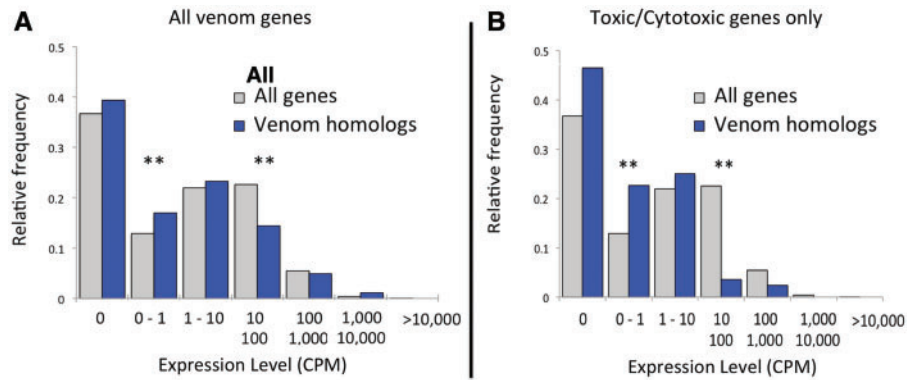 A
All venom genes
0.5
0.4
0.3
0.2
0.1
0
Relative frequency
All
All genes
Venom homologs
**
**
0
0 - 1
1 - 10
10 100
100 1,000
1,000 10,000
>10,000
Expression Level (CPM)
B
Toxic/Cytotoxic genes only
0.5
0.4
0.3
0.2
0.1
0
Relative frequency
All genes
Venom homologs
**
**
0
0 - 1
1 - 10
10 100
100 1,000
1,000 10,000
>10,000
Expression Level (CPM)